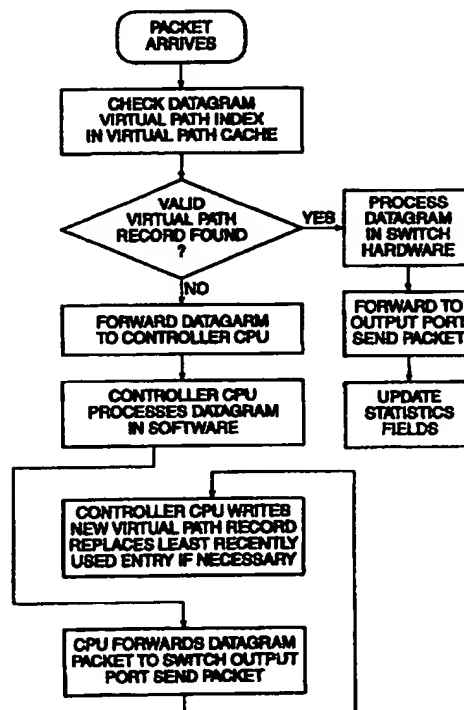 PACKET
ARRIVES
CHECK DATAGRAM
VIRTUAL PATH INDEX
IN VIRTUAL PATH CACHE
VALID
VIRTUAL PATH
RECORD FOUND
?
YES
PROCESS
DATAGRAM
IN SWITCH
HARDWARE
NO
FORWARD DATAGARM
TO CONTROLLER CPU
FORWARD TO
OUTPUT PORT
SEND PACKET
CONTROLLER CPU
PROCESSES DATAGRAM
IN SOFTWARE
UPDATE
STATISTICS
FIELDS
CONTROLLER CPU WRITES
NEW VIRTUAL PATH RECORD
REPLACES LEAST RECENTLY
USED ENTRY IF NECESSARY
CPU FORWARDS DATAGRAM
PACKET TO SWITCH OUTPUT
PORT SEND PACKET